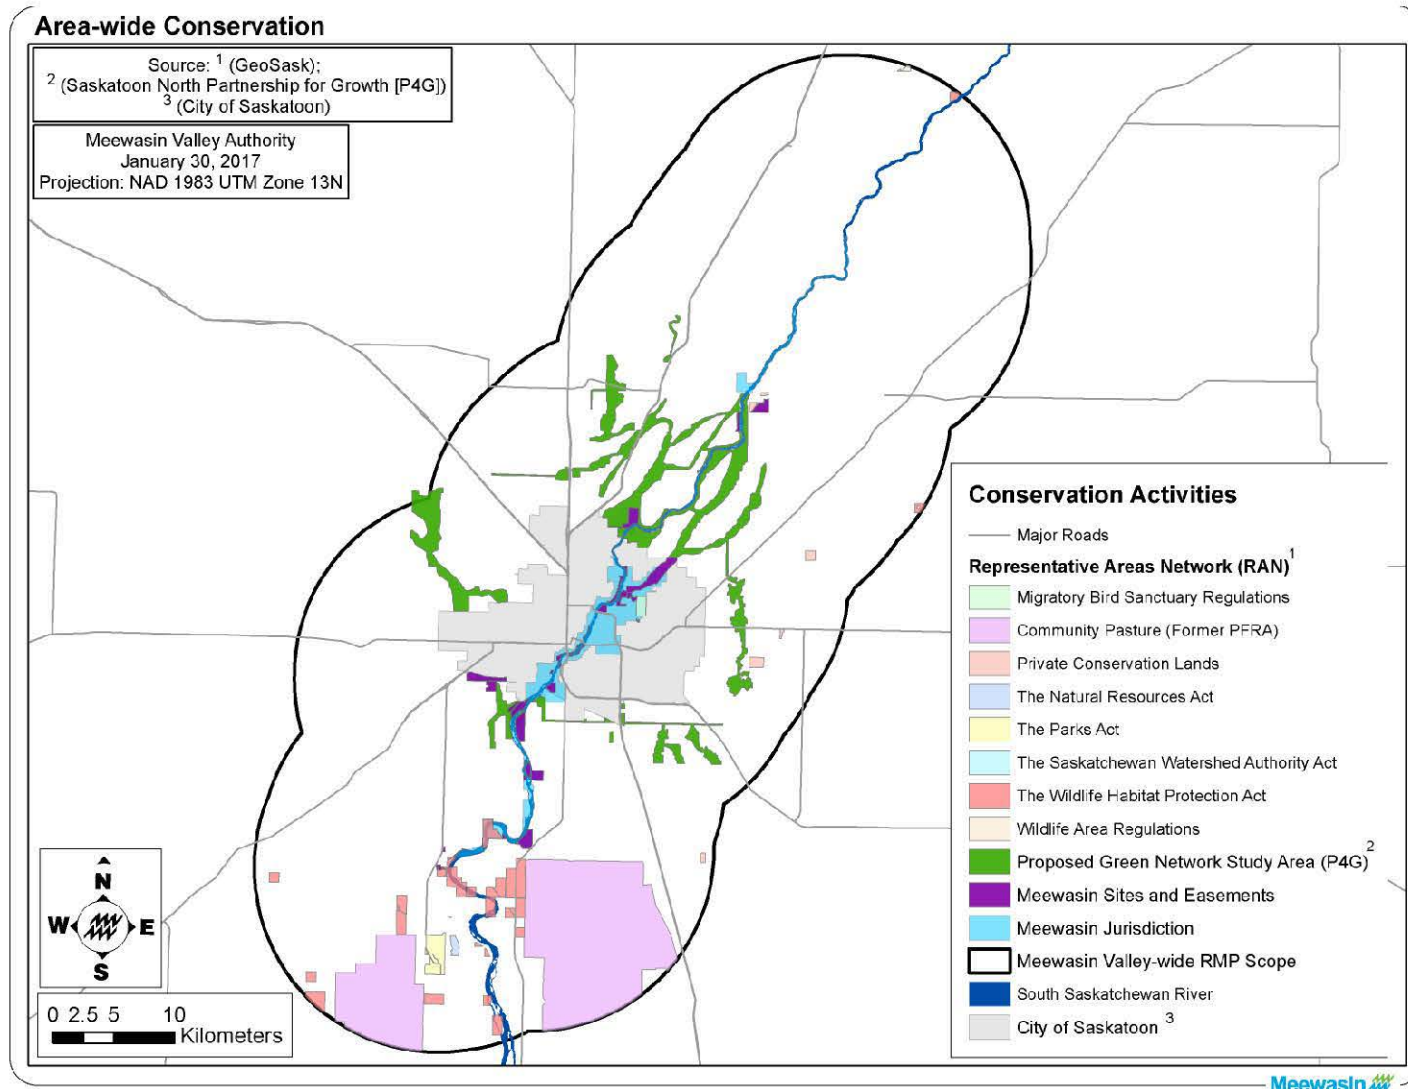 Area-wide Conservation
Source: 1 (GeoSask);
2 (Saskatoon North Partnership for Growth [P4G])
3 (City of Saskatoon)
Meewasin Valley Authority
January 30, 2017
Projection: NAD 1983 UTM Zone 13N
Conservation Activities
Major Roads
Representative Areas Network (RAN) 1
Migratory Bird Sanctuary Regulations
Community Pasture (Former PFRA)
Private Conservation Lands
The Natural Resources Act
The Parks Act
The Saskatchewan Watershed Authority Act
The Wildlife Habitat Protection Act
Wildlife Area Regulations
Proposed Green Network Study Area (P4G) 2
Meewasin Sites and Easements
Meewasin Jurisdiction
Meewasin Valley-wide RMP Scope
South Saskatchewan River
City of Saskatoon 3
N
W E
S
0 2.5 5 10
Kilometers
Meewasin